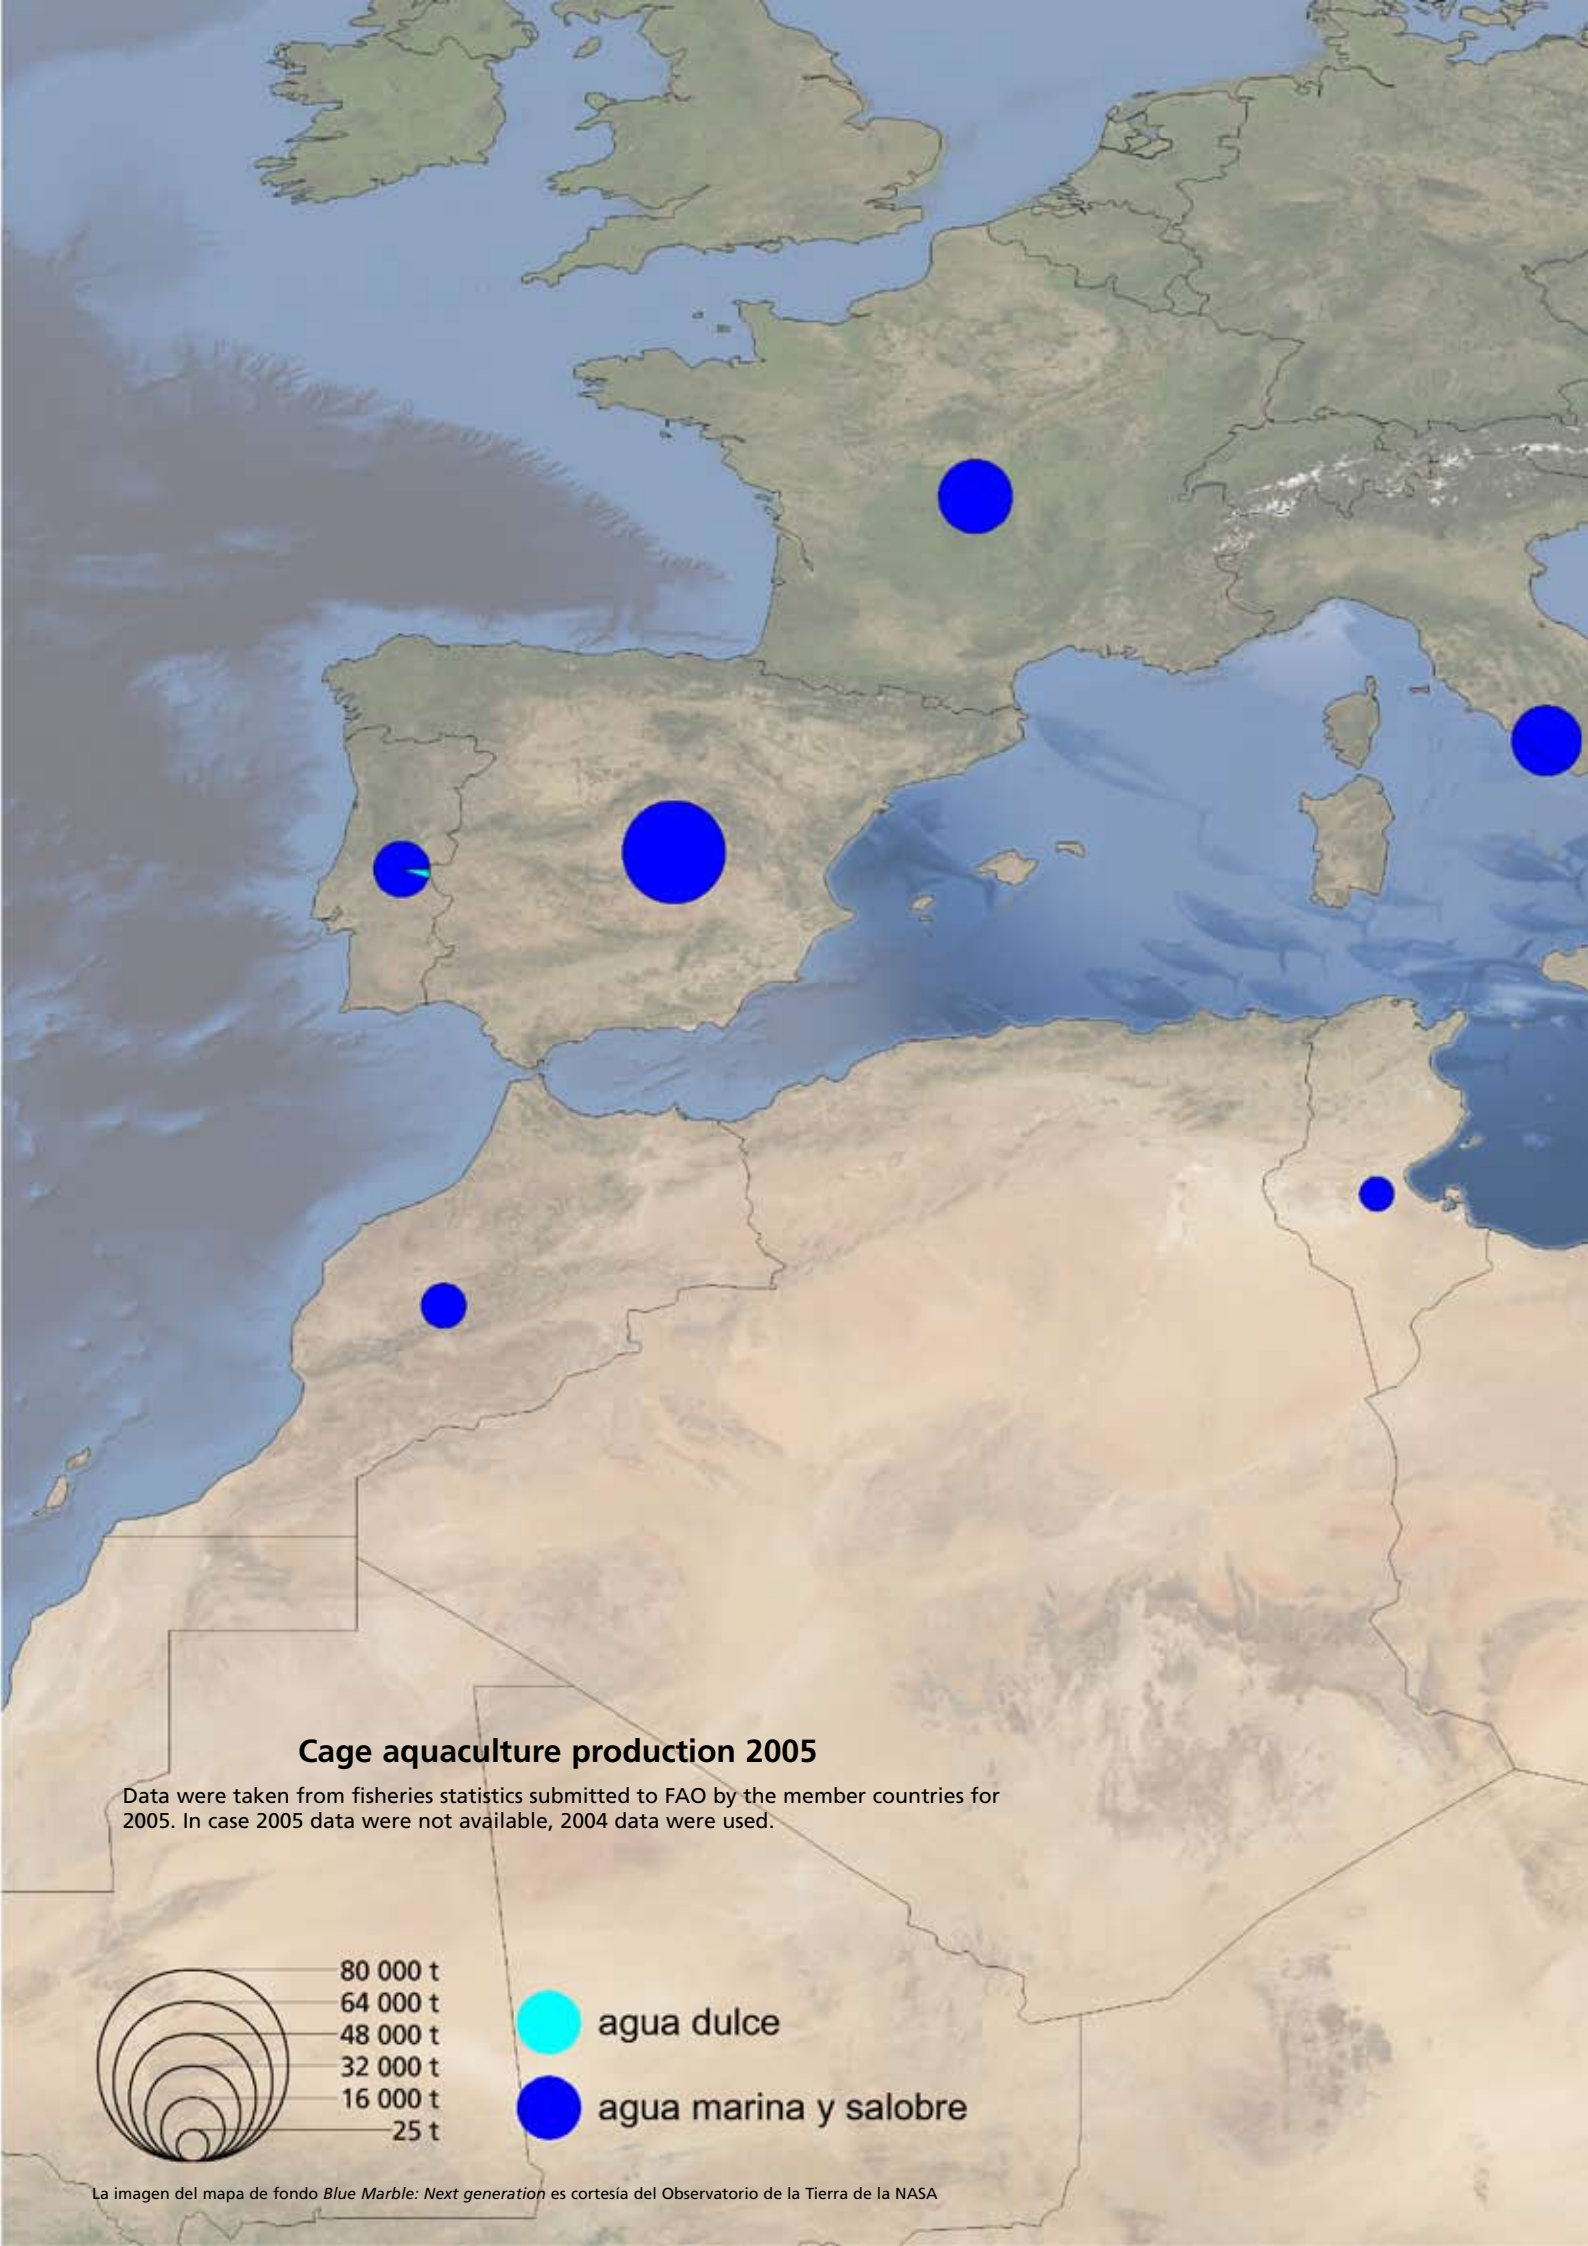 Cage aquaculture production 2005
Data were taken from fisheries statistics submitted to FAO by the member countries for
2005. In case 2005 data were not available, 2004 data were used.
80 000 t
64 000 t
48 000 t
32 000 t
16 000 t
25 t
agua dulce
agua marina y salobre
La imagen del mapa de fondo Blue Marble: Next generation es cortesía del Observatorio de la Tierra de la NASA